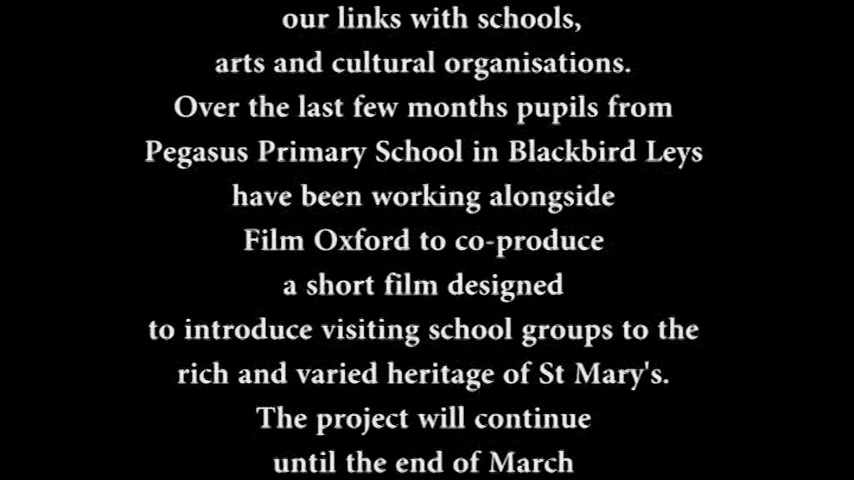 our links with schools,
arts and cultural organisations.
Over the last few months pupils from
Pegasus Primary School in Blackbird Leys
have been working alongside
Film Oxford to co-produce
a short film designed
to introduce visiting school groups to the
rich and varied heritage of St Mary's.
The project will continue
until the end of March